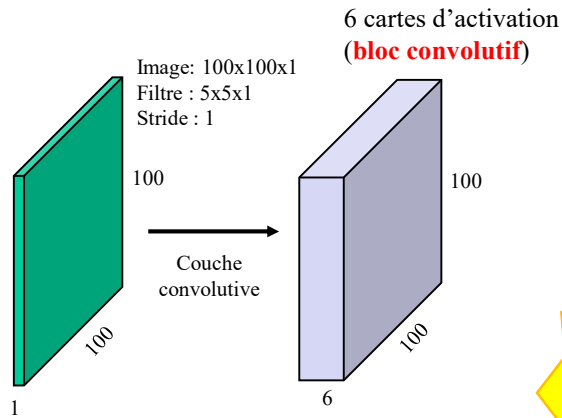 6 cartes d’activation
(bloc convolutif)
Image: 100x100x1
Filtre : 5x5x1
Stride : 1
100
100
1
Couche
convolutive
100
100
6